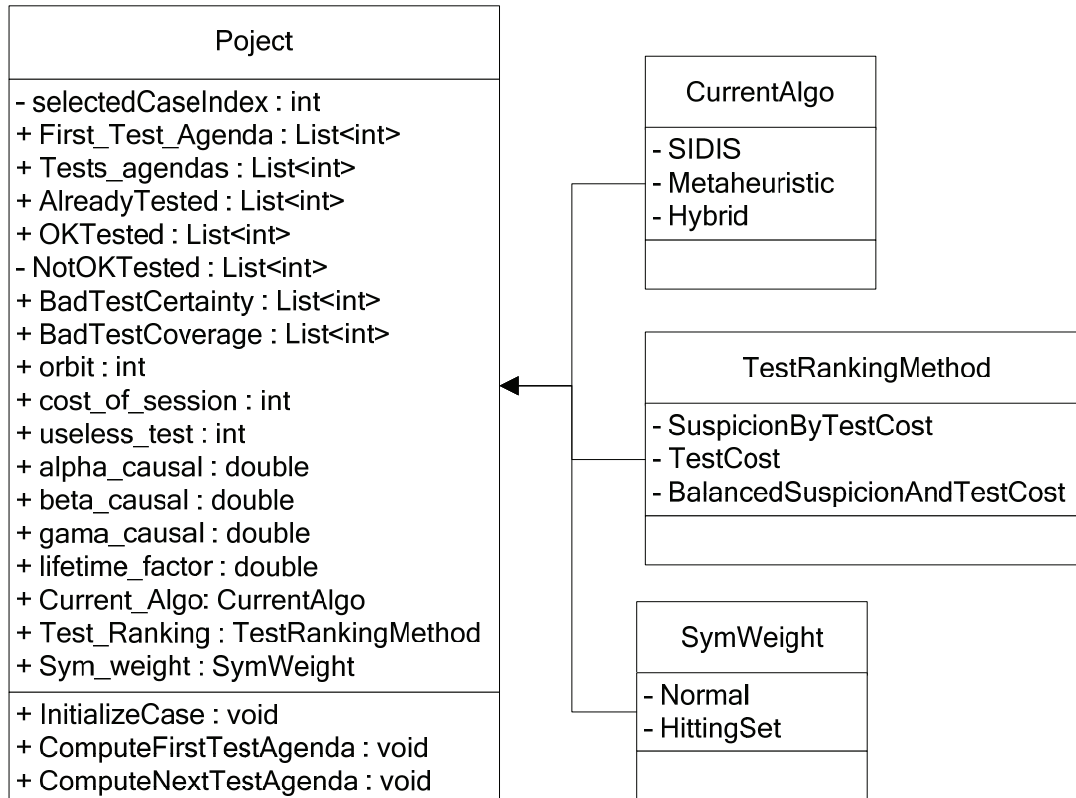 Poject
- selectedCaseIndex : int
+ First_Test_Agenda : List<int>
+ Tests_agendas : List<int>
+ AlreadyTested : List<int>
+ OKTested : List<int>
- NotOKTested : List<int>
+ BadTestCertainty : List<int>
+ BadTestCoverage : List<int>
+ orbit : int
+ cost_of_session : int
+ useless_test : int
+ alpha_causal : double
+ beta_causal : double
+ gama_causal : double
+ lifetime_factor : double
+ Current_Algo: CurrentAlgo
+ Test_Ranking : TestRankingMethod
+ Sym_weight : SymWeight
+ InitializeCase : void
+ ComputeFirstTestAgenda : void
+ ComputeNextTestAgenda : void
CurrentAlgo
- SIDIS
- Metaheuristic
- Hybrid
TestRankingMethod
- SuspicionByTestCost
- TestCost
- BalancedSuspicionAndTestCost
SymWeight
- Normal
- HittingSet